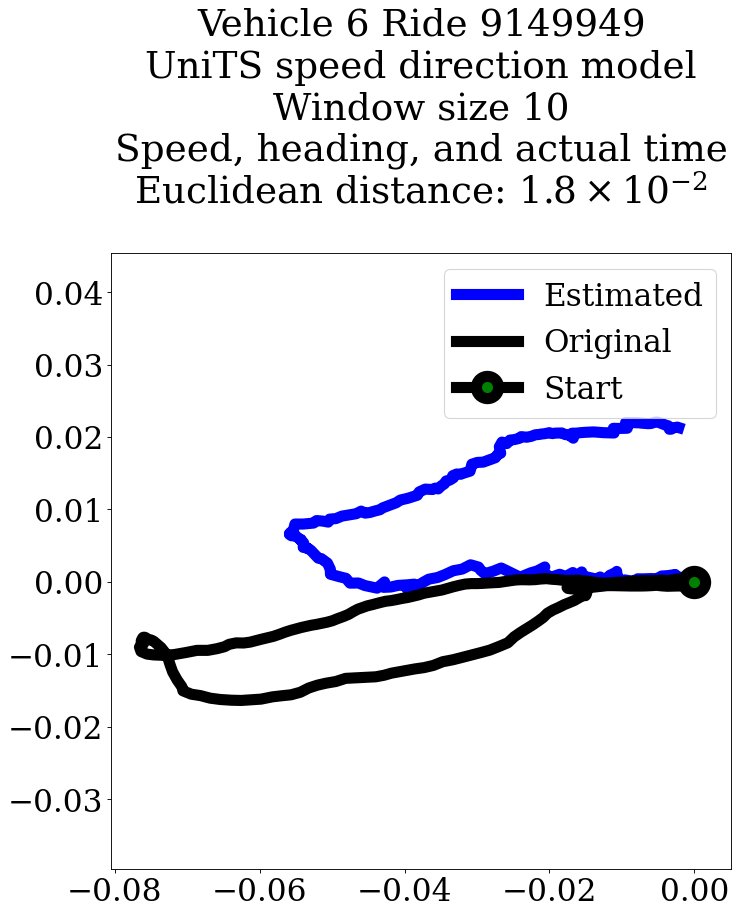 Vehicle 6 Ride 9149949
UniTS speed direction model
Window size 10
Speed, heading, and actual time
Euclidean distance: 1.8 × 10⁻²
Estimated
Original
Start
0.04
0.03
0.02
0.01
0.00
−0.01
−0.02
−0.03
−0.08 −0.06 −0.04 −0.02 0.00